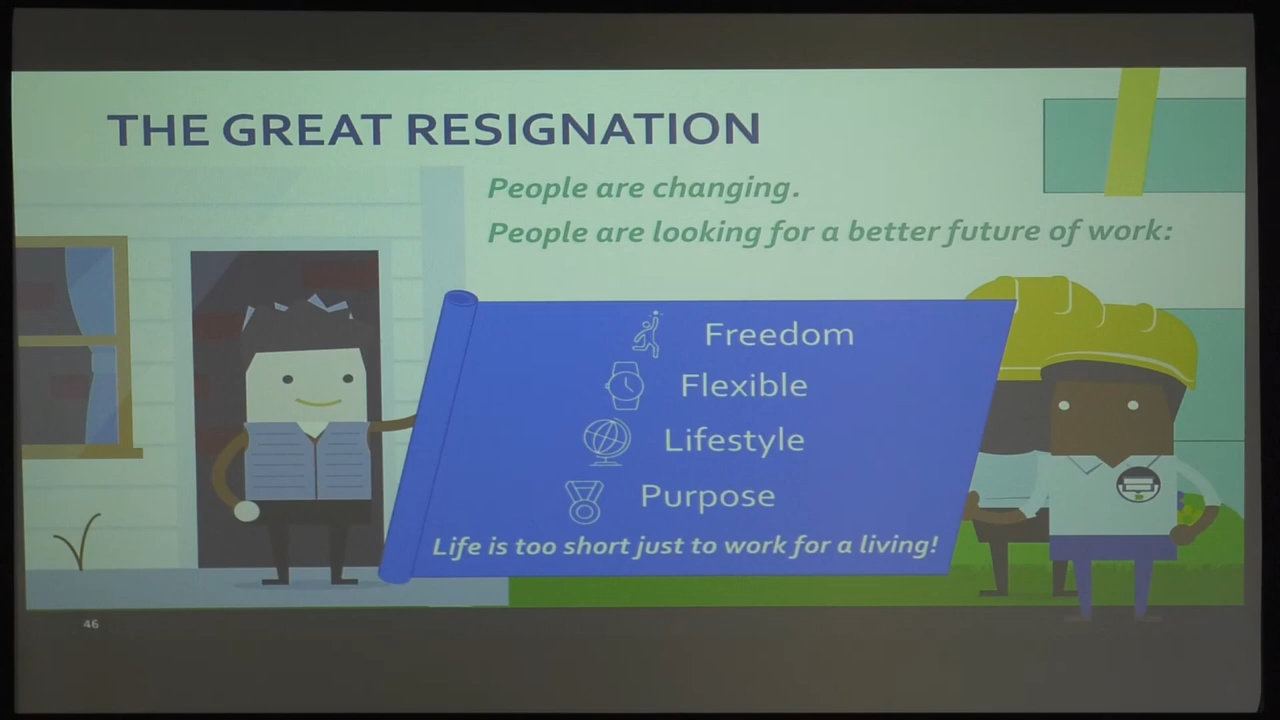 THE GREAT RESIGNATION
People are changing.
People are looking for a better future of work:
Freedom
Flexible
Lifestyle
Purpose
Life is too short just to work for a living!
46